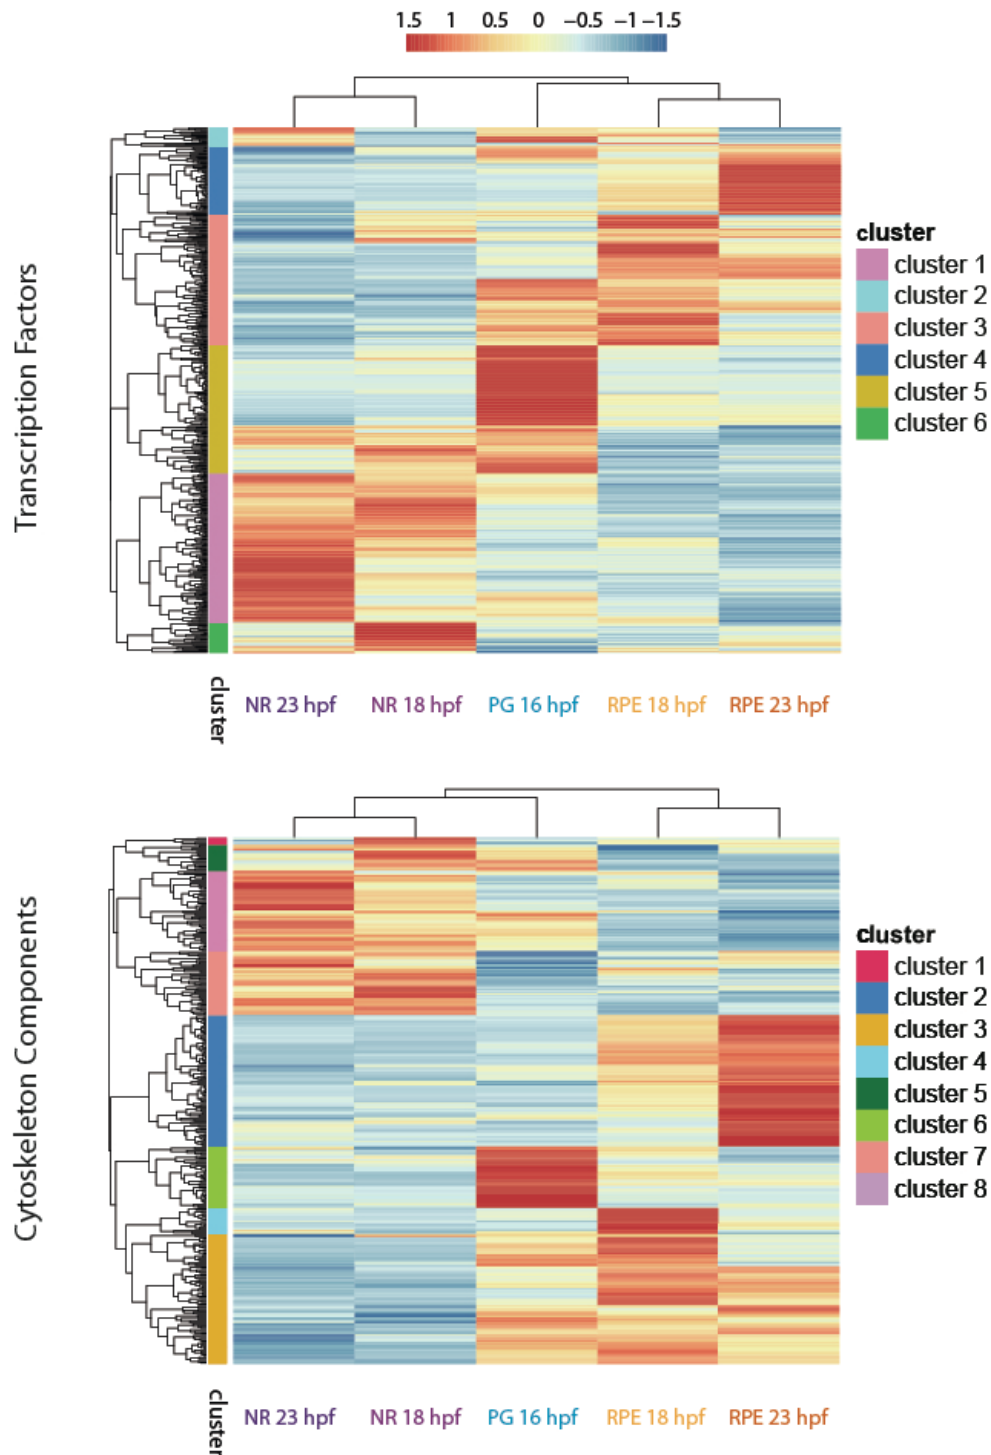 1.5 1 0.5 0 −0.5 −1 −1.5
Transcription Factors
cluster
cluster 1
cluster 2
cluster 3
cluster 4
cluster 5
cluster 6
cluster
NR 23 hpf NR 18 hpf PG 16 hpf RPE 18 hpf RPE 23 hpf
Cytoskeleton Components
cluster
cluster 1
cluster 2
cluster 3
cluster 4
cluster 5
cluster 6
cluster 7
cluster 8
cluster
NR 23 hpf NR 18 hpf PG 16 hpf RPE 18 hpf RPE 23 hpf